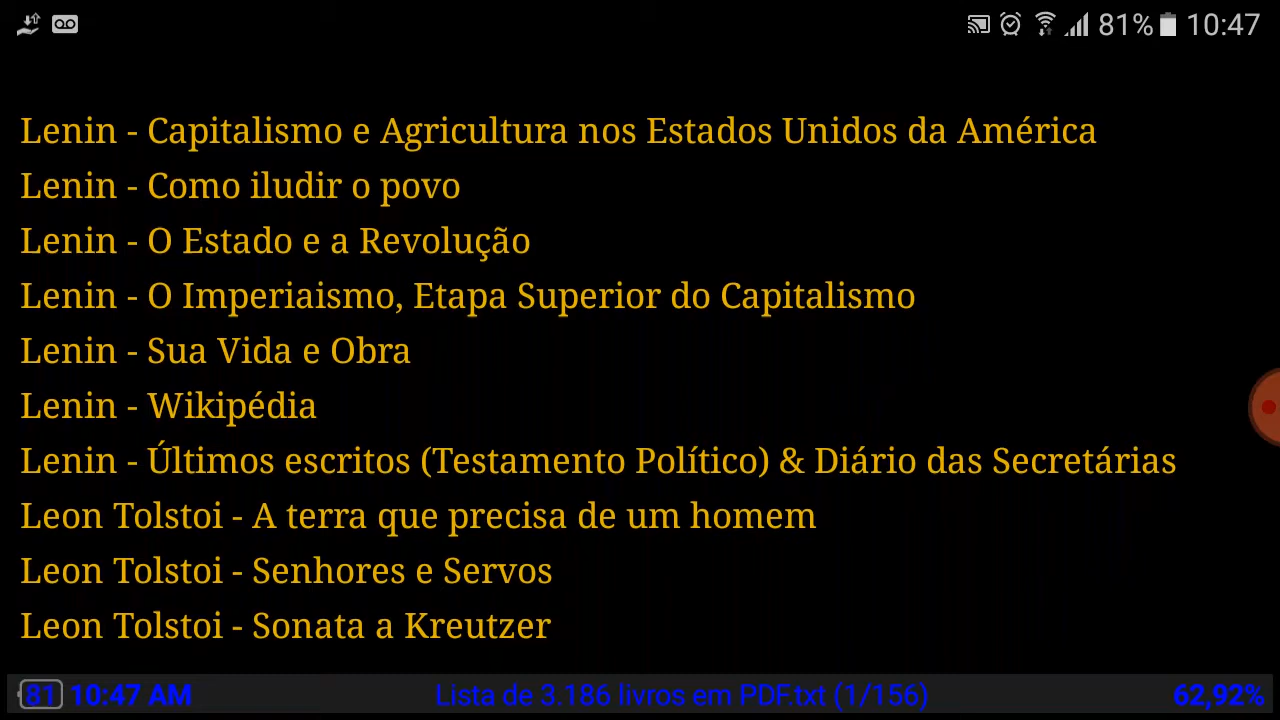 81% 10:47
Lenin - Capitalismo e Agricultura nos Estados Unidos da América
Lenin - Como iludir o povo
Lenin - O Estado e a Revolução
Lenin - O Imperiaismo, Etapa Superior do Capitalismo
Lenin - Sua Vida e Obra
Lenin - Wikipédia
Lenin - Últimos escritos (Testamento Político) & Diário das Secretárias
Leon Tolstoi - A terra que precisa de um homem
Leon Tolstoi - Senhores e Servos
Leon Tolstoi - Sonata a Kreutzer
81 10:47 AM Lista de 3.186 livros em PDF.txt (1/156) 62,92%